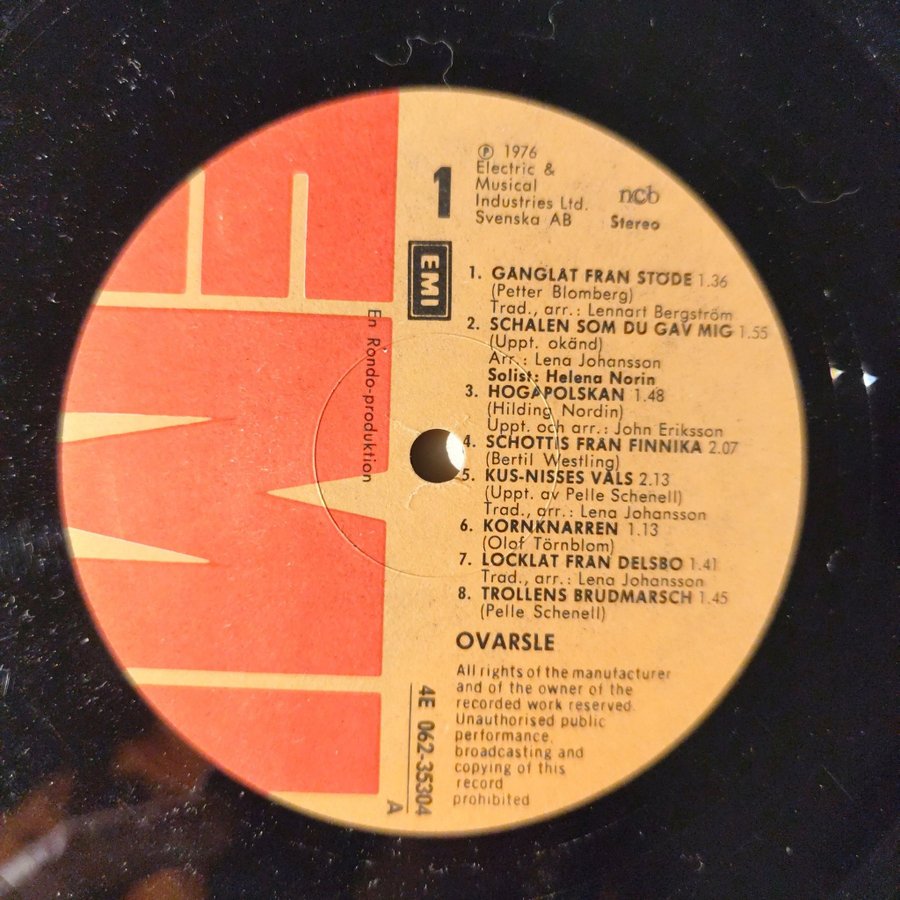 1
℗ 1976
Electric &
Musical
Industries Ltd.
Svenska AB
ncb
Stereo
EMI
1. GANGLAT FRAN STODE 1.36
(Petter Blomberg)
Trad., arr.: Lennart Bergström
2. SCHALEN SOM DU GAV MIG 1.55
(Uppt. okänd)
Arr.: Lena Johansson
Solist: Helena Norin
3. HOGAPOLSKAN 1.48
(Hilding Nordin)
Uppt. och arr.: John Eriksson
4. SCHOTTIS FRAN FINNIKA 2.07
(Bertil Westling)
5. KUS-NISSES VALS 2.13
(Uppt. av Pelle Schenell)
Trad., arr.: Lena Johansson
6. KORNKNARREN 1.13
(Olof Törnblom)
7. LOCKLAT FRAN DELSBO 1.41
Trad., arr.: Lena Johansson
8. TROLLENS BRUDMARSCH 1.45
(Pelle Schenell)
OVARSLE
All rights of the manufacturer
and of the owner of the
recorded work reserved.
Unauthorised public
performance,
broadcasting and
copying of this
record
prohibited
En Rondo-produktion
4E 062-35304
A
EMI